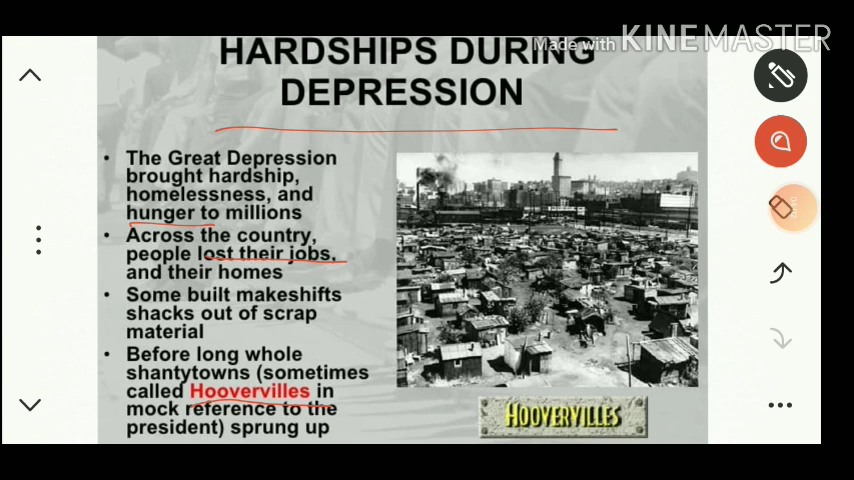 Made with KINEMASTER
HARDSHIPS DURING
DEPRESSION
• The Great Depression
brought hardship,
homelessness, and
hunger to millions
• Across the country,
people lost their jobs,
and their homes
• Some built makeshifts
shacks out of scrap
material
• Before long whole
shantytowns (sometimes
called Hoovervilles in
mock reference to the
president) sprung up
HOOVERVILLES